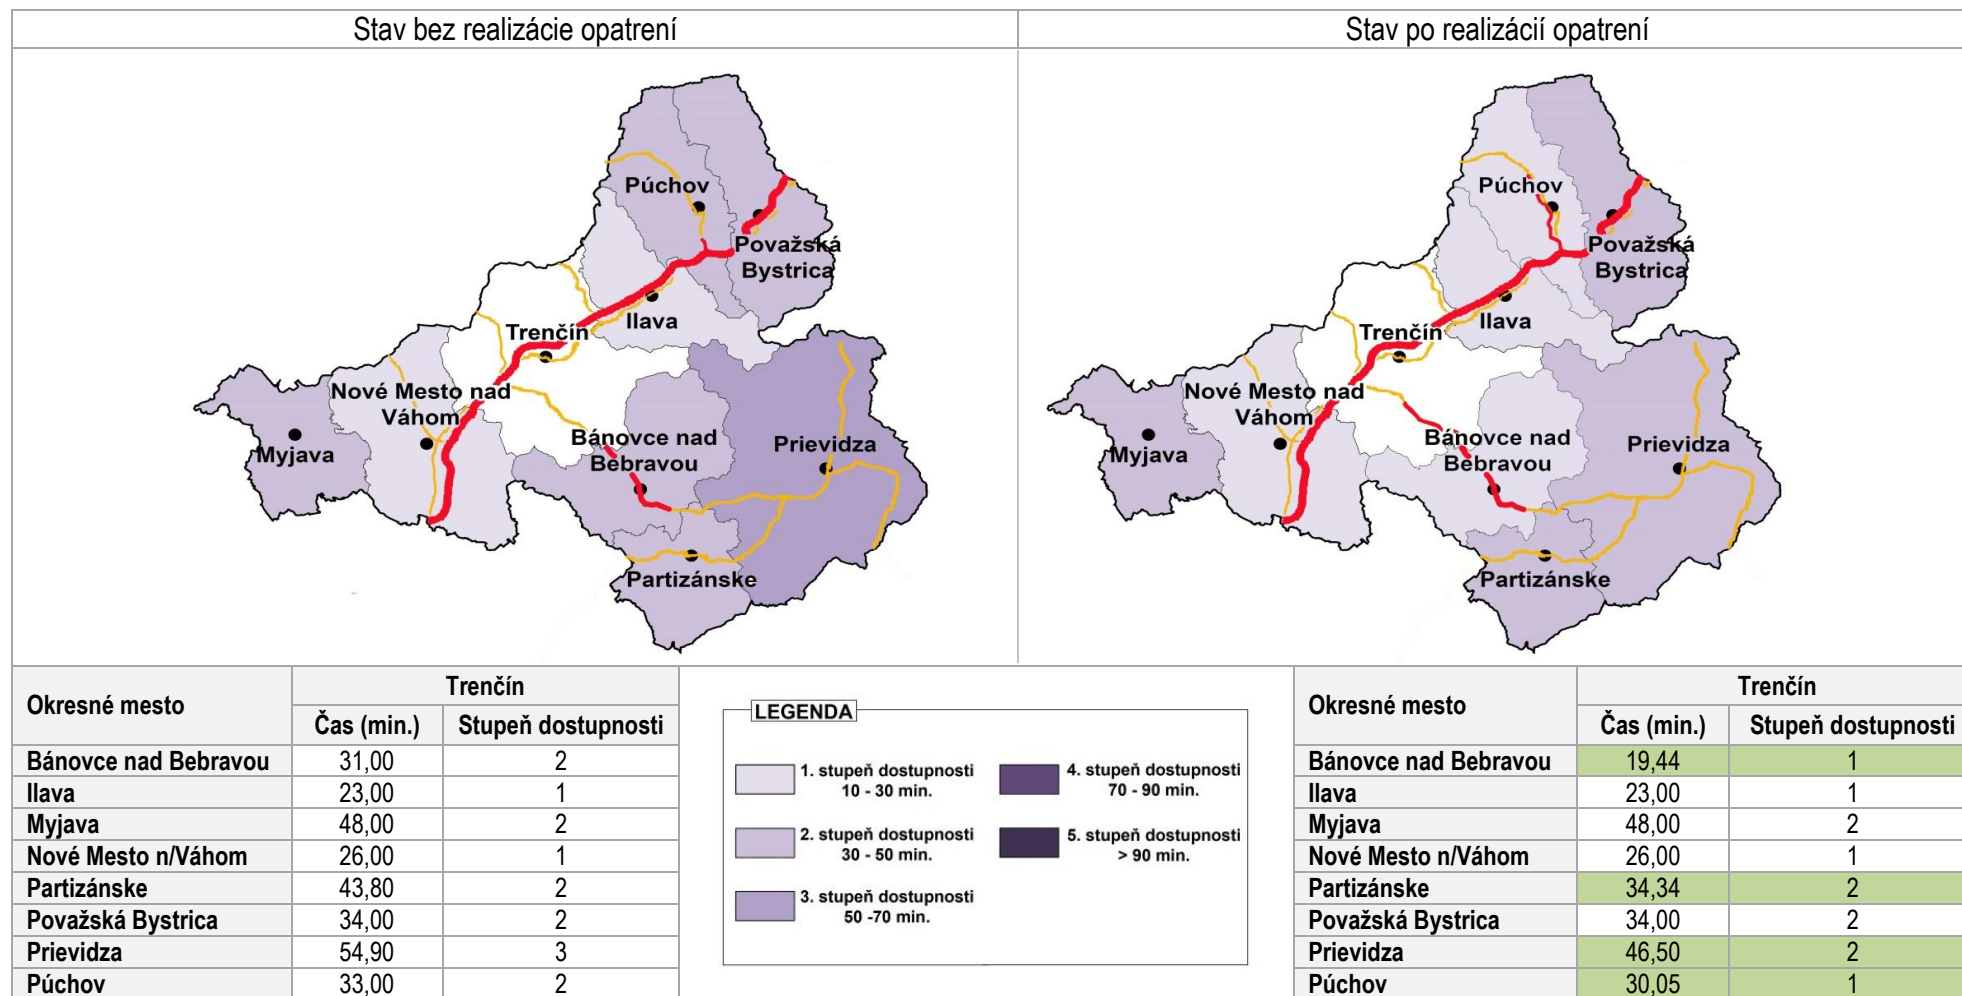 Stav bez realizácie opatrení
Stav po realizácií opatrení
Púchov
Považská
Bystrica
Ilava
Trenčín
Nové Mesto nad
Váhom
Myjava
Bánovce nad
Bebravou
Prievidza
Partizánske
Púchov
Považská
Bystrica
Ilava
Trenčín
Nové Mesto nad
Váhom
Myjava
Bánovce nad
Bebravou
Prievidza
Partizánske
Okresné mesto Trenčín
Čas (min.) Stupeň dostupnosti
Bánovce nad Bebravou 31,00 2
Ilava 23,00 1
Myjava 48,00 2
Nové Mesto n/Váhom 26,00 1
Partizánske 43,80 2
Považská Bystrica 34,00 2
Prievidza 54,90 3
Púchov 33,00 2
LEGENDA
1. stupeň dostupnosti
10 - 30 min.
2. stupeň dostupnosti
30 - 50 min.
3. stupeň dostupnosti
50 -70 min.
4. stupeň dostupnosti
70 - 90 min.
5. stupeň dostupnosti
> 90 min.
Okresné mesto Trenčín
Čas (min.) Stupeň dostupnosti
Bánovce nad Bebravou 19,44 1
Ilava 23,00 1
Myjava 48,00 2
Nové Mesto n/Váhom 26,00 1
Partizánske 34,34 2
Považská Bystrica 34,00 2
Prievidza 46,50 2
Púchov 30,05 1